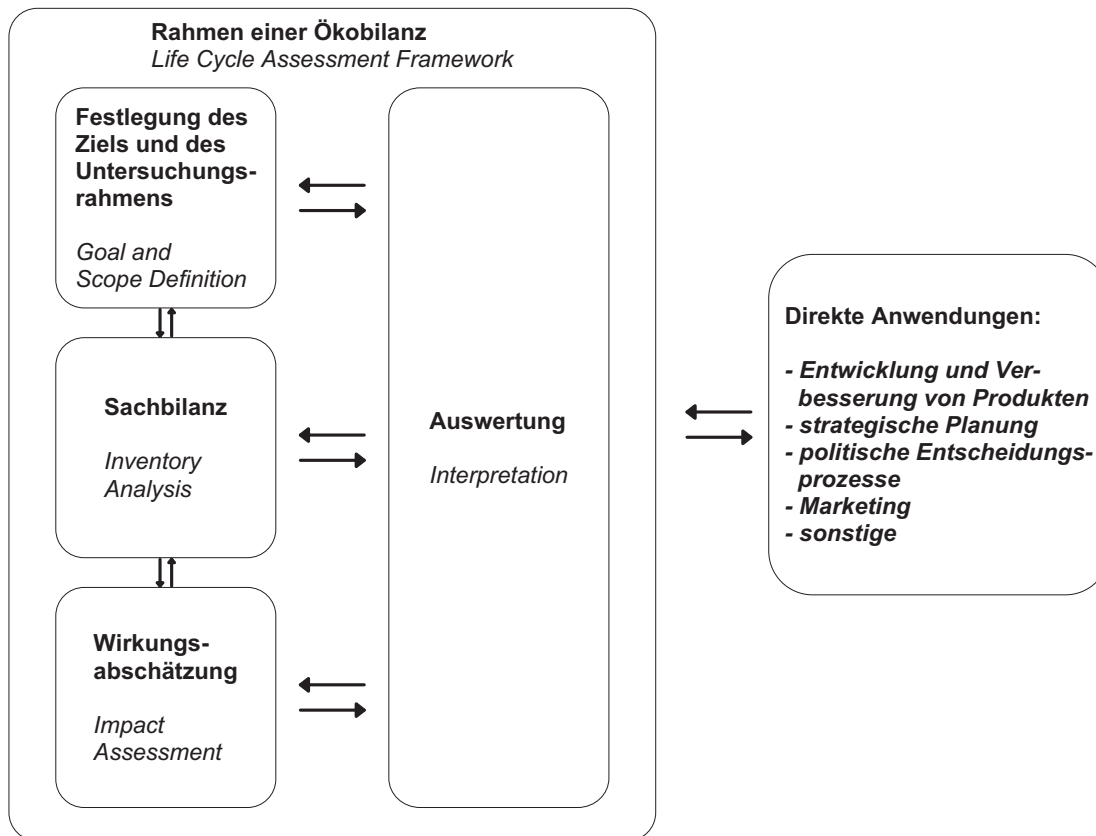 Rahmen einer Ökobilanz
Life Cycle Assessment Framework
Festlegung des
Ziels und des
Untersuchungs-
rahmens
Goal and
Scope Definition
Sachbilanz
Inventory
Analysis
Wirkungs-
abschätzung
Impact
Assessment
Auswertung
Interpretation
Direkte Anwendungen:
- Entwicklung und Ver-
besserung von Produkten
- strategische Planung
- politische Entscheidungs-
prozesse
- Marketing
- sonstige